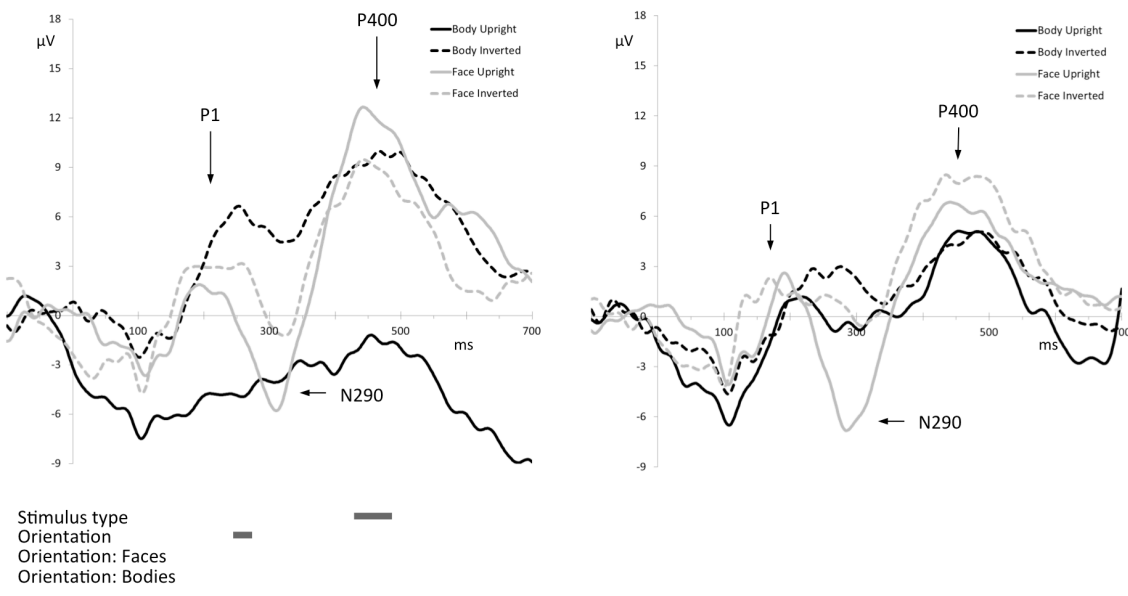 18
15
12
9
6
3
0
-3
-6
-9
μV
P1
P400
N290
100
300
500
700
ms
Body Upright
Body Inverted
Face Upright
Face Inverted
18
15
12
9
6
3
0
-3
-6
-9
μV
P1
P400
N290
100
300
500
700
ms
Body Upright
Body Inverted
Face Upright
Face Inverted
Stimulus type
Orientation
Orientation: Faces
Orientation: Bodies